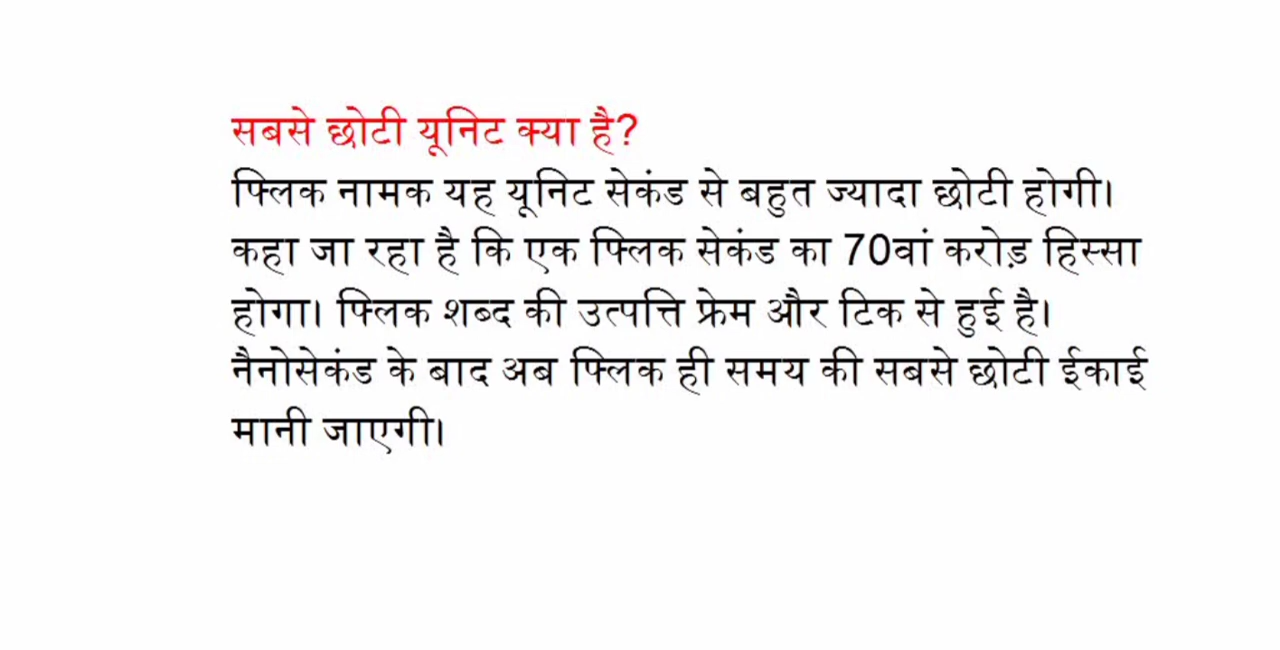 सबसे छोटी यूनिट क्या है?
फ्लिक नामक यह यूनिट सेकंड से बहुत ज्यादा छोटी होगी।
कहा जा रहा है कि एक फ्लिक सेकंड का 70वां करोड़ हिस्सा
होगा। फ्लिक शब्द की उत्पत्ति फ्रेम और टिक से हुई है।
नैनोसेकंड के बाद अब फ्लिक ही समय की सबसे छोटी ईकाई
मानी जाएगी।